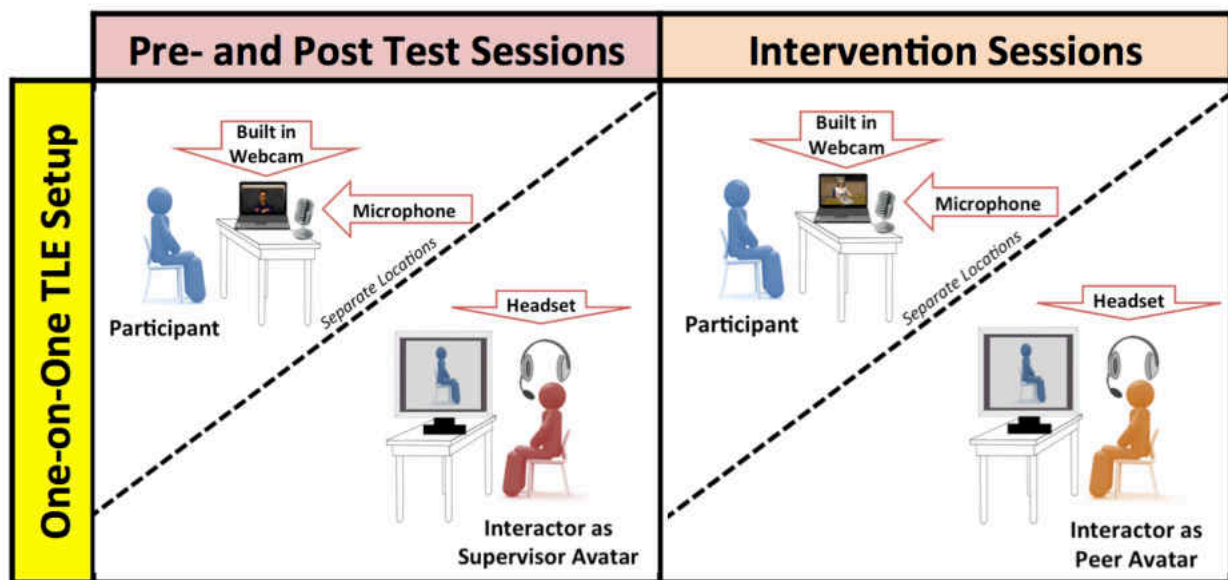 Pre- and Post Test Sessions
Intervention Sessions
One-on-One TLE Setup
Built in
Webcam
Microphone
Separate Locations
Participant
Headset
Interactor as
Supervisor Avatar
Built in
Webcam
Microphone
Separate Locations
Participant
Headset
Interactor as
Peer Avatar